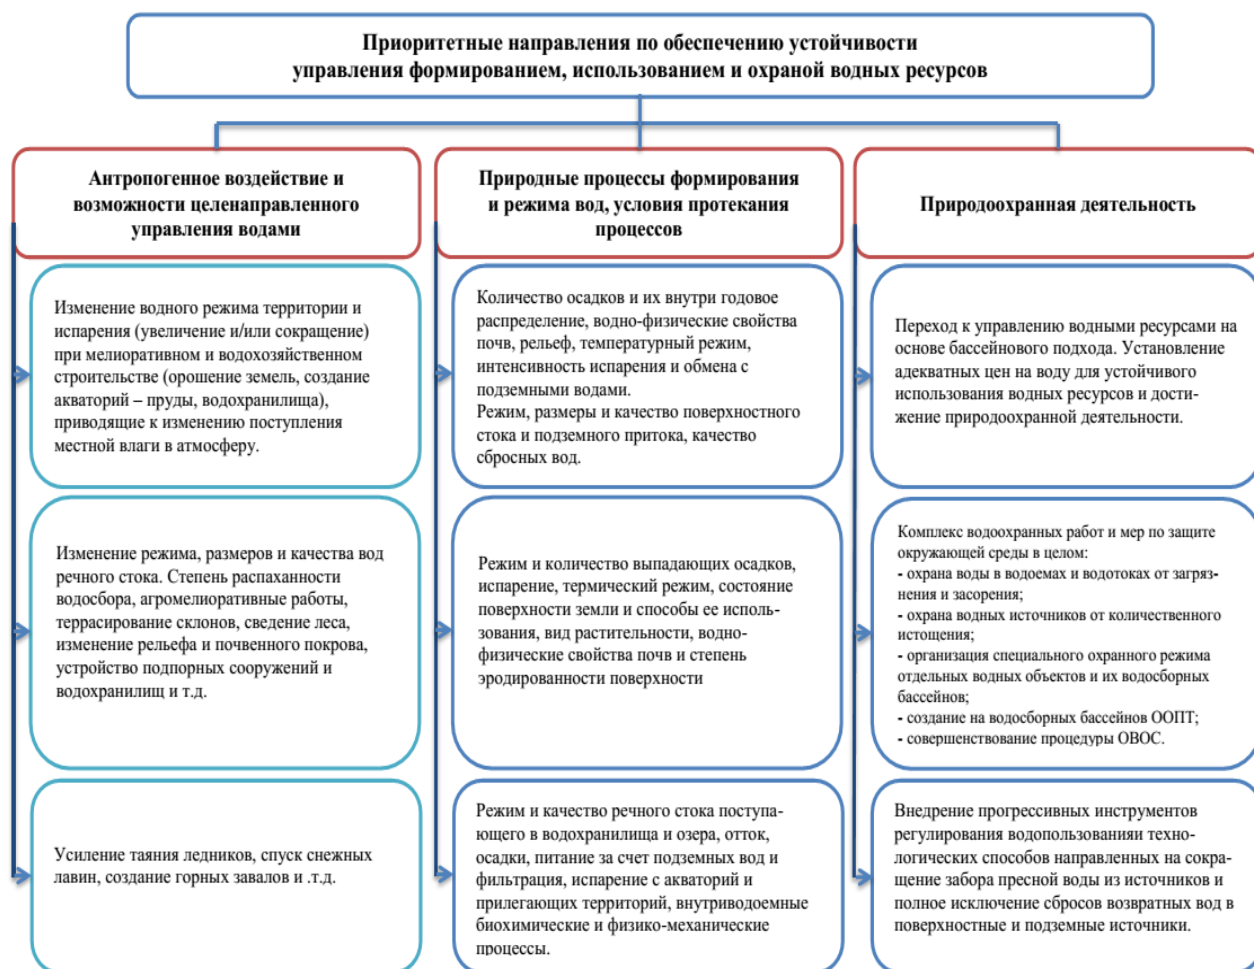 Приоритетные направления по обеспечению устойчивости
управления формированием, использованием и охраной водных ресурсов
Антропогенное воздействие и
возможности целенаправленного
управления водами
Изменение водного режима территории и
испарения (увеличение и/или сокращение)
при мелиоративном и водохозяйственном
строительстве (орошение земель, создание
акваторий – пруды, водохранилища),
приводящие к изменению поступления
местной влаги в атмосферу.
Изменение режима, размеров и качества вод
речного стока. Степень распаханности
водосбора, агромелиоративные работы,
террасирование склонов, сведение леса,
изменение рельефа и почвенного покрова,
устройство подпорных сооружений и
водохранилищ и т.д.
Усиление таяния ледников, спуск снежных
лавин, создание горных завалов и .т.д.
Природные процессы формирования
и режима вод, условия протекания
процессов
Количество осадков и их внутри годовое
распределение, водно-физические свойства
почв, рельеф, температурный режим,
интенсивность испарения и обмена с
подземными водами.
Режим, размеры и качество поверхностного
стока и подземного притока, качество
сбросных вод.
Режим и количество выпадающих осадков,
испарение, термический режим, состояние
поверхности земли и способы ее исполь-
зования, вид растительности, водно-
физические свойства почв и степень
эродированности поверхности
Режим и качество речного стока поступа-
ющего в водохранилища и озера, отток,
осадки, питание за счет подземных вод и
фильтрация, испарение с акваторий и
прилегающих территорий, внутриводоемные
биохимические и физико-механические
процессы.
Природоохранная деятельность
Переход к управлению водными ресурсами на
основе бассейнового подхода. Установление
адекватных цен на воду для устойчивого
использования водных ресурсов и дости-
жение природоохранной деятельности.
Комплекс водоохранных работ и мер по защите
окружающей среды в целом:
- охрана воды в водоемах и водотоках от загряз-
нения и засорения;
- охрана водных источников от количественного
истощения;
- организация специального охранного режима
отдельных водных объектов и их водосборных
бассейнов;
- создание на водосборных бассейнов ООПТ;
- совершенствование процедуры ОВОС.
Внедрение прогрессивных инструментов
регулирования водопользованияи техно-
логических способов направленных на сокра-
щение забора пресной воды из источников и
полное исключение сбросов возвратных вод в
поверхностные и подземные источники.